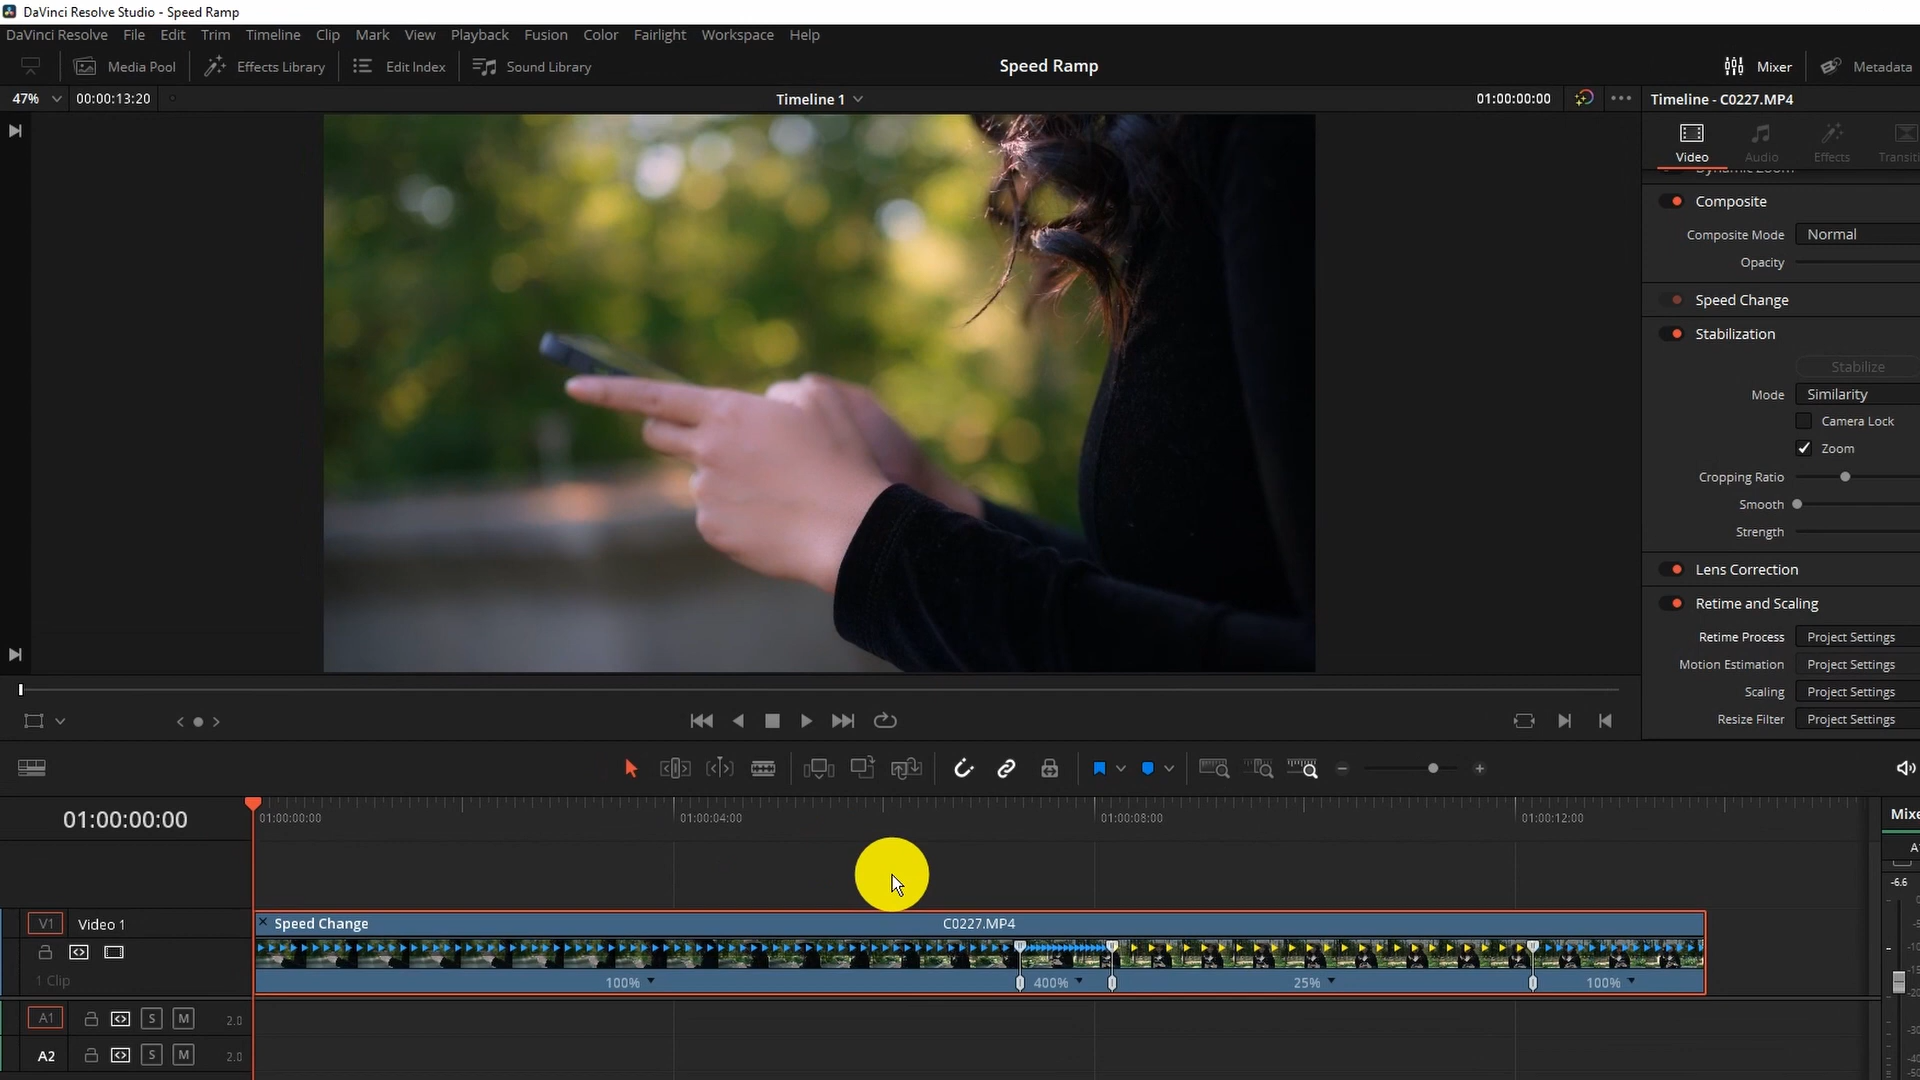 DaVinci Resolve Studio - Speed Ramp
DaVinci Resolve File Edit Trim Timeline Clip Mark View Playback Fusion Color Fairlight Workspace Help
Media Pool Effects Library Edit Index Sound Library Speed Ramp Mixer Metadata
47% 00:00:13:20 Timeline 1 01:00:00:00 Timeline - C0227.MP4
Video Audio Effects Transiti
Dynamic Zoom
Composite
Composite Mode Normal
Opacity
Speed Change
Stabilization
Stabilize
Mode Similarity
Camera Lock
Zoom
Cropping Ratio
Smooth
Strength
Lens Correction
Retime and Scaling
Retime Process Project Settings
Motion Estimation Project Settings
Scaling Project Settings
Resize Filter Project Settings
01:00:00:00 01:00:00:00 01:00:04:00 01:00:08:00 01:00:12:00 Mixe
A
-6.6
V1 Video 1 Speed Change C0227.MP4
1 Clip 100% 400% 25% 100%
A1 S M 2.0
A2 S M 2.0